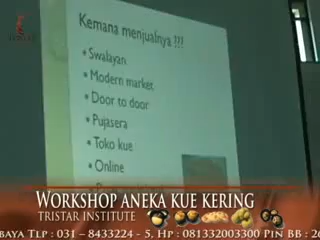 Kemana menjualnya ???
Swalayan
Modern market
Door to door
Pujasera
Toko kue
Online
WORKSHOP ANEKA KUE KERING
TRISTAR INSTITUTE
BAYA TLP : 031 - 8433224 - 5, HP : 081332003300 PIN BB : 26